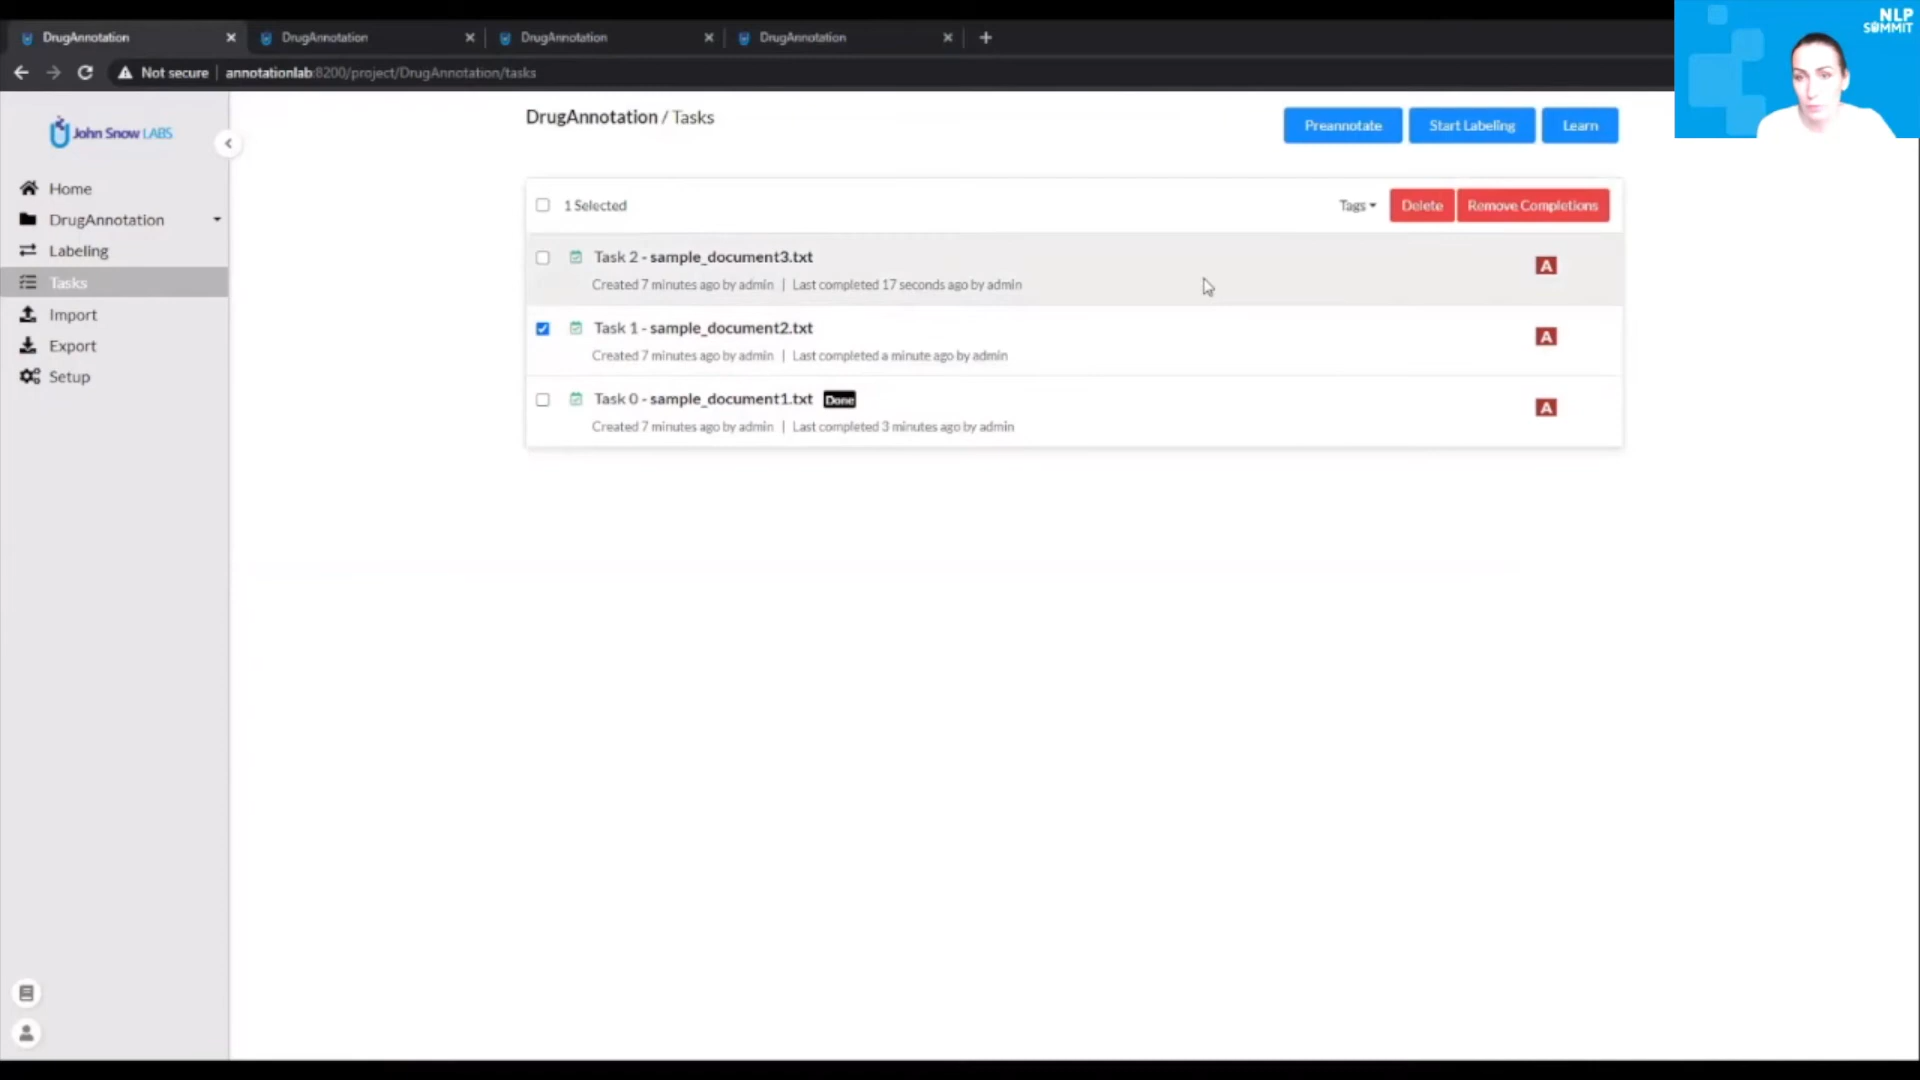 DrugAnnotation
DrugAnnotation
DrugAnnotation
DrugAnnotation
NLP
SUMMIT
Not secure
annotationlab:8200/project/DrugAnnotation/tasks
John Snow LABS
DrugAnnotation / Tasks
Preannotate
Start Labeling
Learn
Home
DrugAnnotation
Labeling
Tasks
Import
Export
Setup
1 Selected
Tags
Delete
Remove Completions
Task 2 - sample_document3.txt
A
Created 7 minutes ago by admin | Last completed 17 seconds ago by admin
Task 1 - sample_document2.txt
A
Created 7 minutes ago by admin | Last completed a minute ago by admin
Task 0 - sample_document1.txt Done
A
Created 7 minutes ago by admin | Last completed 3 minutes ago by admin